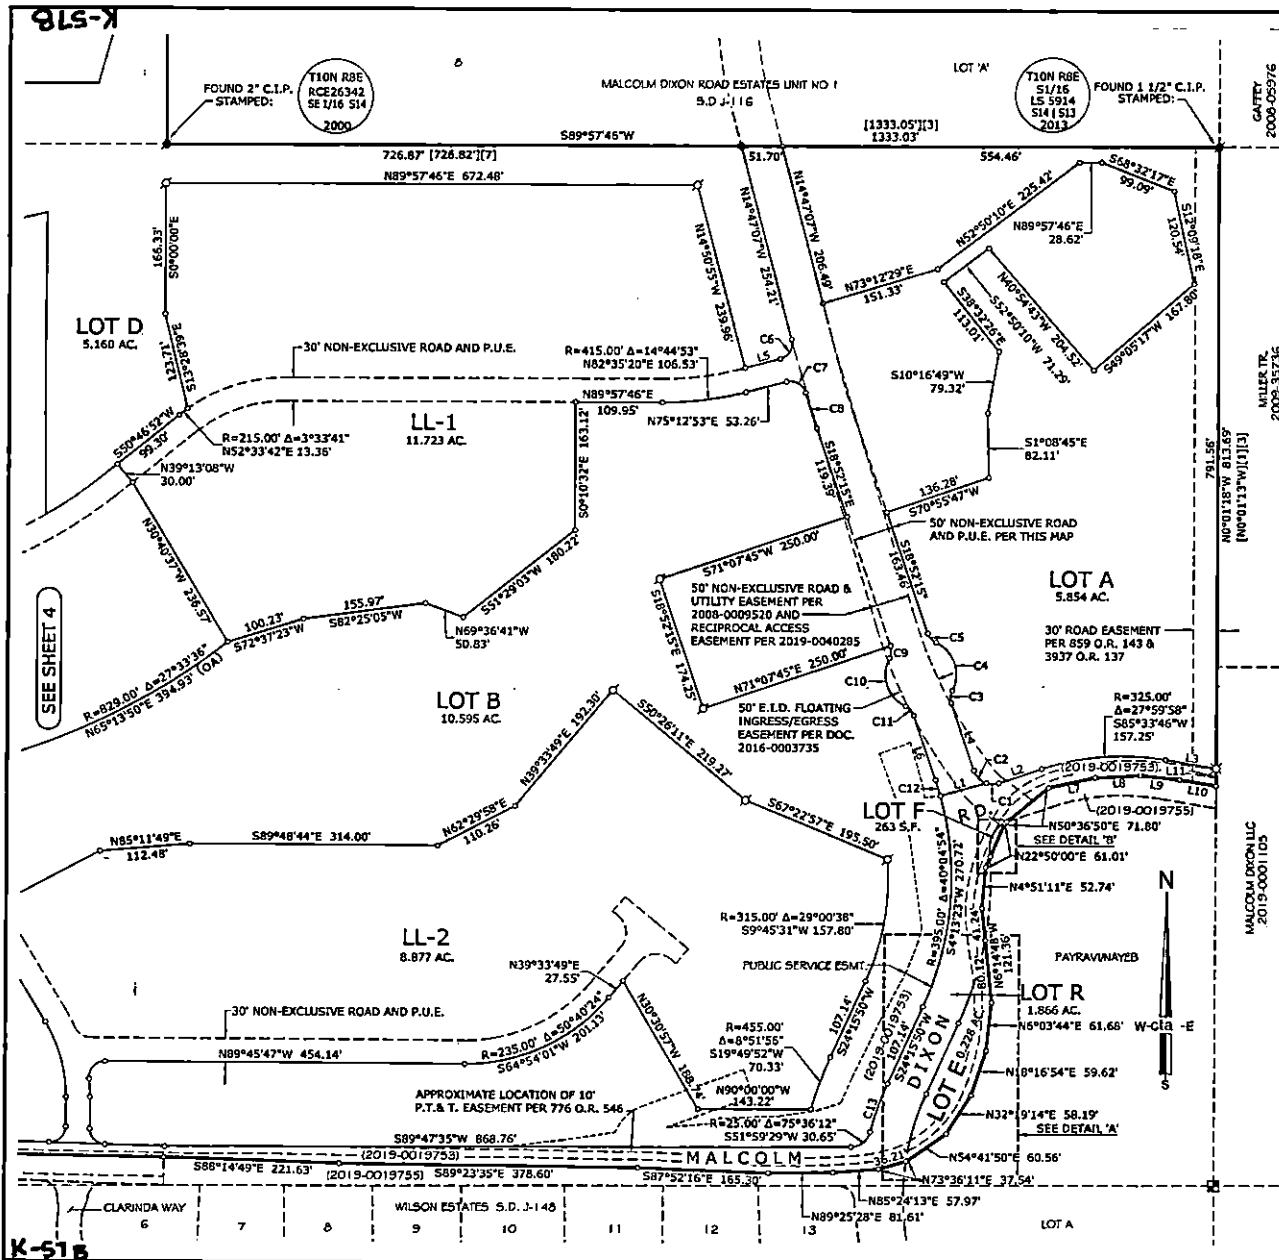 K-57B
FOUND 2" C.I.P.
STAMPED:
T10N R8E
RCE26342
SE 1/16 S14
2000
MALCOLM DIXON ROAD ESTATES UNIT NO 1
S.D J-116
LOT 'A'
T10N R8E
S1/16
LS 5914
S14 | S13
2013
FOUND 1 1/2" C.I.P.
STAMPED:
GAFFEY
2008-05976
S89°57'46"W
[1333.05'][3]
1333.03'
726.87' [726.82'][7]
51.70'
554.46'
N89°57'46"E 672.48'
166.33'
S0°00'00"E
N14°50'55"W 239.96'
N14°47'07"W 254.21'
N14°47'07"W 206.49'
N52°50'10"E 225.42'
N89°57'46"E
28.62'
S68°32'17"E
99.09'
S12°09'18"E
120.54'
N73°12'29"E
151.33'
N40°54'43"W 204.52'
S52°50'10"W 71.29'
S49°05'17"W 167.80'
S38°32'26"E
113.01'
LOT D
5.160 AC.
123.71'
S13°28'39"E
30' NON-EXCLUSIVE ROAD AND P.U.E.
R=415.00' Δ=14°44'53"
N82°35'20"E 106.53'
C6
L5
C7
C8
S10°16'49"W
79.32'
MILLER TR.
2009-35736
LL-1
11.723 AC.
N89°57'46"E
109.95'
N75°12'53"E 53.26'
S50°46'52"W
99.30'
R=215.00' Δ=3°33'41"
N52°33'42"E 13.36'
N39°13'08"W
30.00'
S0°10'32"E 163.12'
S18°52'15"E
119.39'
S1°08'45"E
82.11'
136.28'
S70°55'47"W
791.56'
N0°01'18"W 813.69'
[N0°01'13"W][1][3]
N30°40'37"W 236.57'
S71°07'45"W 250.00'
50' NON-EXCLUSIVE ROAD
AND P.U.E. PER THIS MAP
S18°52'15"E
163.46'
SEE SHEET 4
100.23'
S72°37'23"W
155.97'
S82°25'05"W
N69°36'41"W
50.83'
S51°29'03"W 180.22'
S18°52'15"E 174.25'
50' NON-EXCLUSIVE ROAD &
UTILITY EASEMENT PER
2008-0009520 AND
RECIPROCAL ACCESS
EASEMENT PER 2019-0040285
LOT A
5.854 AC.
30' ROAD EASEMENT
PER 859 O.R. 143 &
3937 O.R. 137
R=829.00' Δ=27°33'36"
N65°13'50"E 394.93' (OA)
N71°07'45"E 250.00'
C5
C9
C4
C10
C3
C11
LOT B
10.595 AC.
50' E.I.D. FLOATING
INGRESS/EGRESS
EASEMENT PER DOC.
2016-0003735
R=325.00'
Δ=27°59'58"
S85°33'46"W
157.25'
N39°33'49"E 192.30'
S50°26'11"E 219.27'
L6
L4
C2
L2
(2019-0019753)
L3
L11
L1
C12
C1
L7
L8
L9
L10
(2019-0019755)
LOT F
263 S.F.
RD.
N50°36'50"E 71.80'
SEE DETAIL 'B'
N22°50'00"E 61.01'
N4°51'11"E 52.74'
N62°29'58"E
110.26'
S67°22'57"E 195.50'
N85°11'49"E
112.48'
S89°48'44"E 314.00'
N
R=395.00' Δ=40°04'54"
S4°13'23"W 270.72'
R=315.00' Δ=29°00'38"
S9°45'31"W 157.80'
MALCOLM DIXON LLC
2019-0001105
LL-2
8.877 AC.
N39°33'49"E
27.55'
PUBLIC SERVICE ESMT.
41.24'
80.12'
N6°14'48"W
121.36'
PAYRAVINAYEB
LOT R
1.866 AC.
N6°03'44"E 61.68'
W-cta -E
S
30' NON-EXCLUSIVE ROAD AND P.U.E.
R=235.00' Δ=50°40'24"
S64°54'01"W 201.13'
N30°30'57"W 188.74'
107.14'
S24°15'50"W
(2019-0019753)
107.14'
S24°15'50"W
DIXON
LOT E 0.228 AC.
N18°16'54"E 59.62'
N32°19'14"E 58.19'
SEE DETAIL 'A'
R=455.00'
Δ=8°51'56"
S19°49'52"W
70.33'
N89°45'47"W 454.14'
N90°00'00"W
143.22'
C13
APPROXIMATE LOCATION OF 10'
P.T.& T. EASEMENT PER 776 O.R. 546
R=25.00' Δ=75°36'12"
S51°59'29"W 30.65'
N54°41'50"E 60.56'
S89°47'35"W 868.76'
(2019-0019753)
MALCOLM
36.21'
N73°36'11"E 37.54'
S88°14'49"E 221.63'
(2019-0019755)
S89°23'35"E 378.60'
S87°52'16"E 165.30'
N85°24'13"E 57.97'
N89°25'28"E 81.61'
CLARINDA WAY
WILSON ESTATES S.D. J-148
6
7
8
9
10
11
12
13
LOT A
K-57B